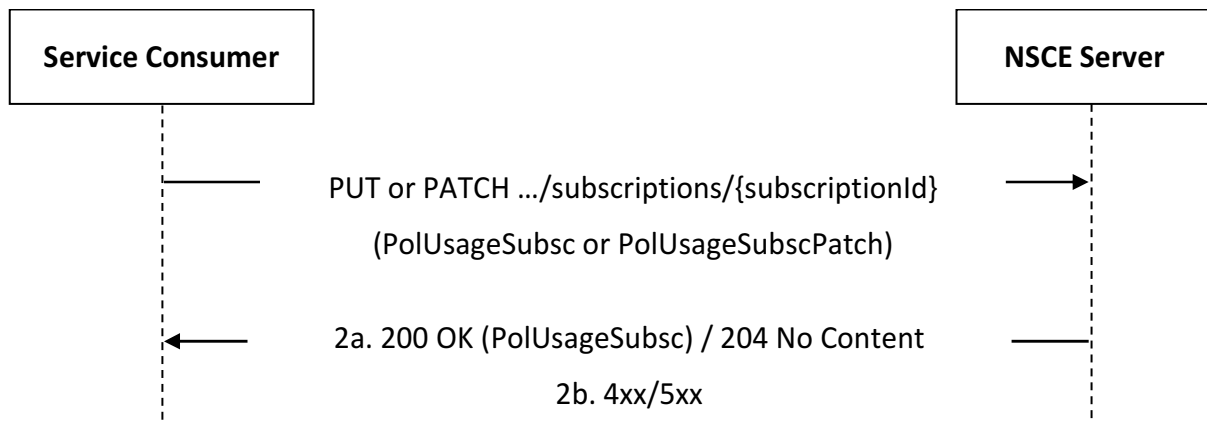 Service Consumer
NSCE Server
PUT or PATCH …/subscriptions/{subscriptionId}
(PolUsageSubsc or PolUsageSubscPatch)
2a. 200 OK (PolUsageSubsc) / 204 No Content
2b. 4xx/5xx